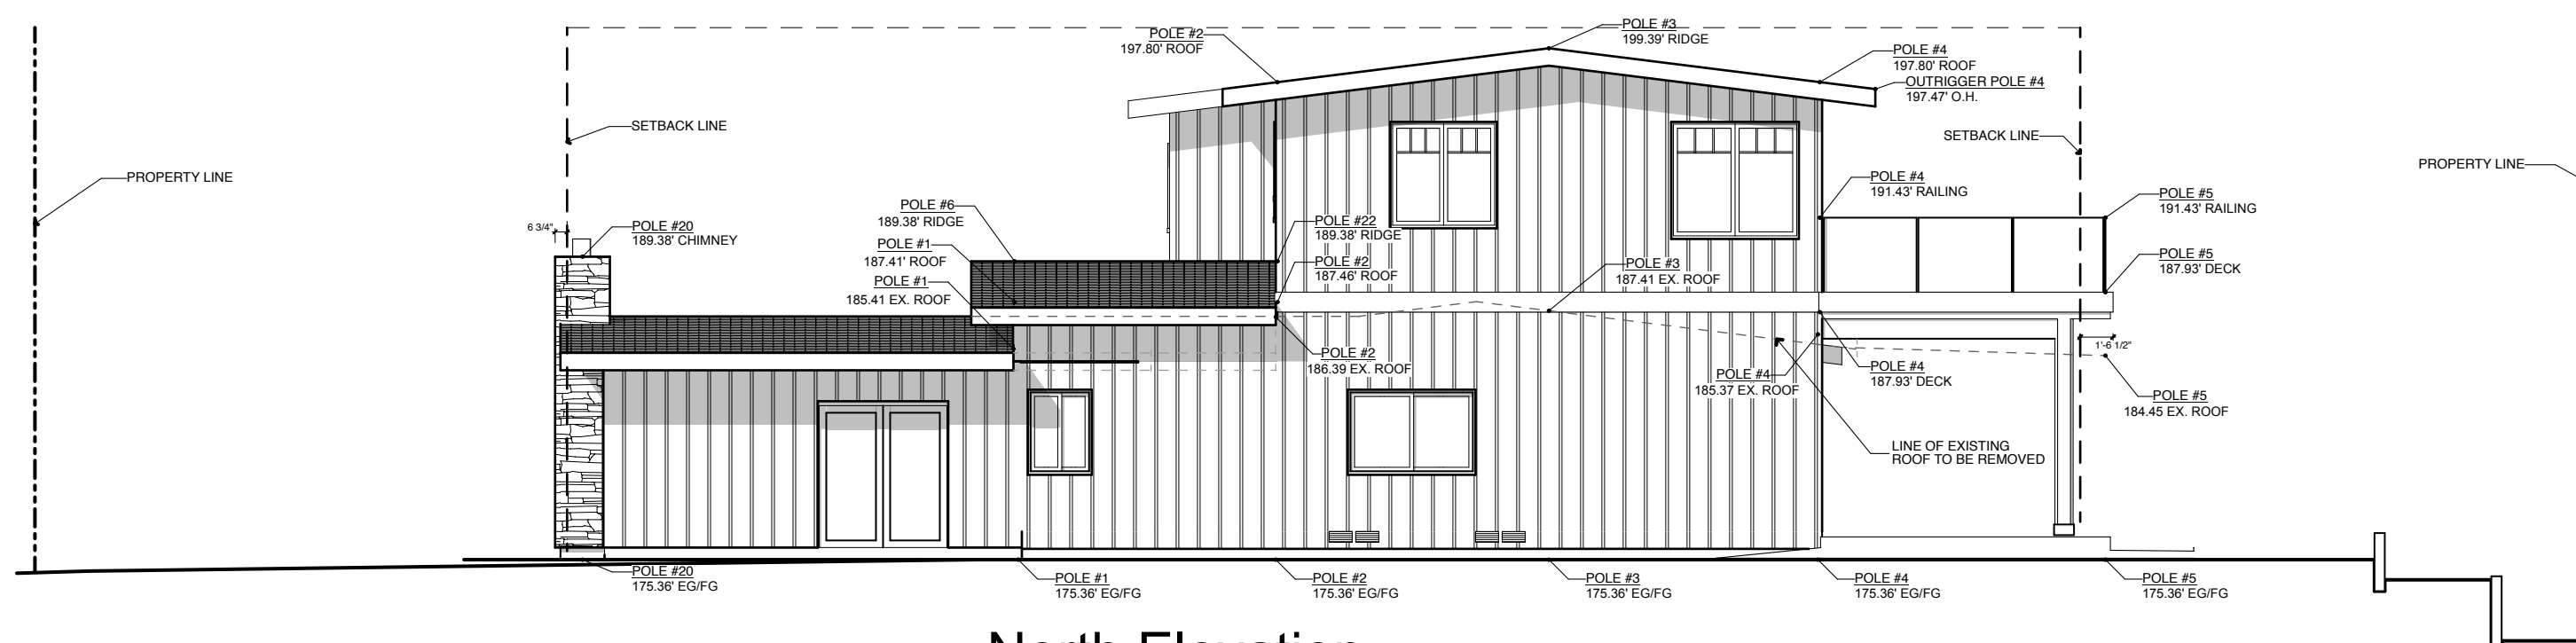 POLE #3
199.39' RIDGE
POLE #2
197.80' ROOF
POLE #4
197.80' ROOF
OUTRIGGER POLE #4
197.47' O.H.
SETBACK LINE
SETBACK LINE
PROPERTY LINE
PROPERTY LINE
POLE #4
191.43' RAILING
POLE #5
191.43' RAILING
POLE #6
189.38' RIDGE
POLE #22
189.38' RIDGE
6 3/4"
POLE #20
189.38' CHIMNEY
POLE #1
187.41' ROOF
POLE #2
187.46' ROOF
POLE #3
187.41 EX. ROOF
POLE #5
187.93' DECK
POLE #1
185.41 EX. ROOF
1'-6 1/2"
POLE #2
186.39 EX. ROOF
POLE #4
185.37 EX. ROOF
POLE #4
187.93' DECK
POLE #5
184.45 EX. ROOF
LINE OF EXISTING
ROOF TO BE REMOVED
POLE #20
175.36' EG/FG
POLE #1
175.36' EG/FG
POLE #2
175.36' EG/FG
POLE #3
175.36' EG/FG
POLE #4
175.36' EG/FG
POLE #5
175.36' EG/FG
North Elevation